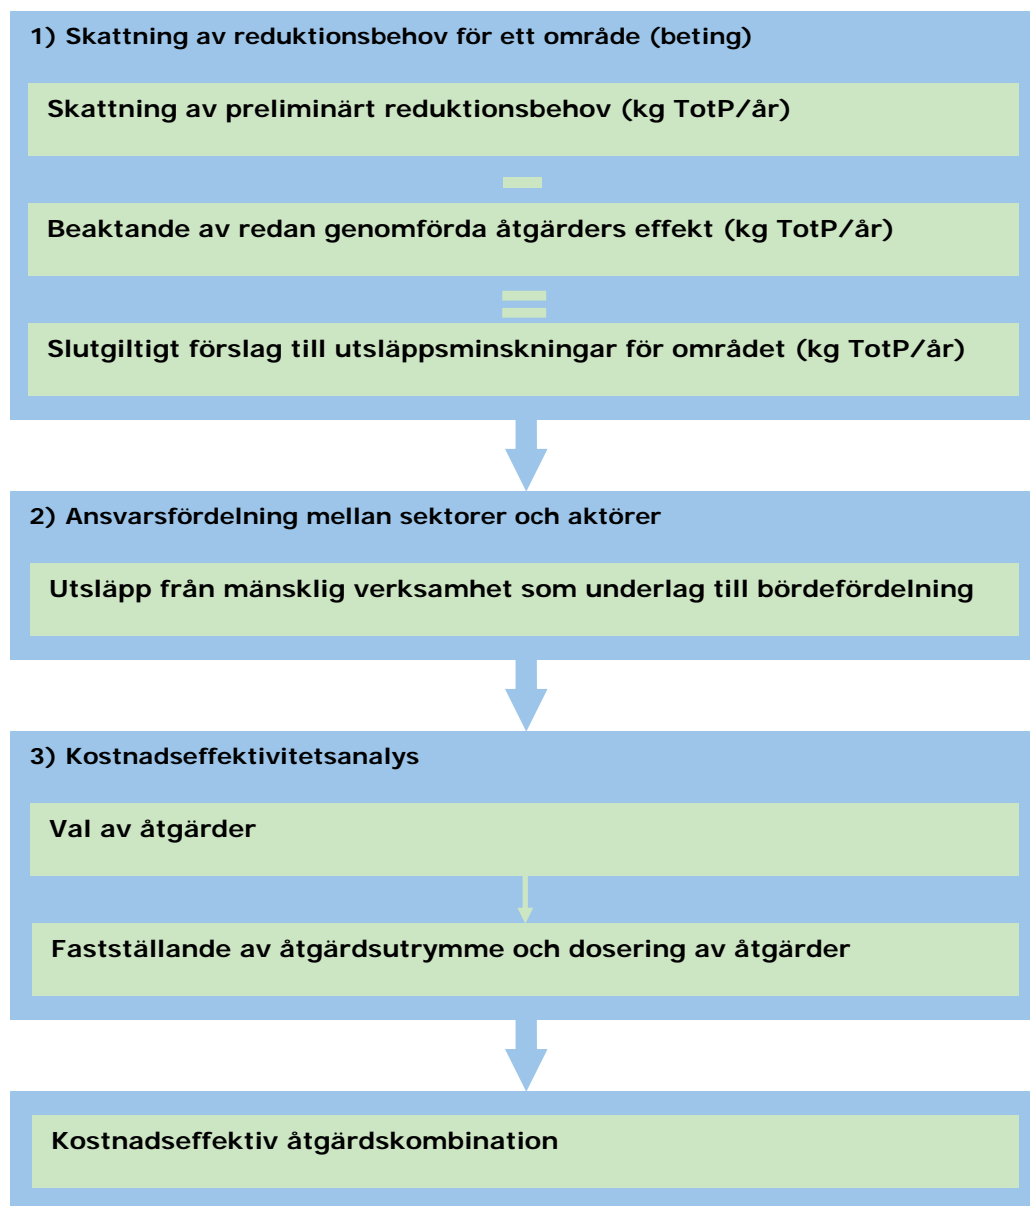 1) Skattning av reduktionsbehov för ett område (beting)
Skattning av preliminärt reduktionsbehov (kg TotP/år)
Beaktande av redan genomförda åtgärders effekt (kg TotP/år)
Slutgiltigt förslag till utsläppsminskningar för området (kg TotP/år)
2) Ansvarsfördelning mellan sektorer och aktörer
Utsläpp från mänsklig verksamhet som underlag till bördefördelning
3) Kostnadseffektivitetsanalys
Val av åtgärder
Fastställande av åtgärdsutrymme och dosering av åtgärder
Kostnadseffektiv åtgärdskombination